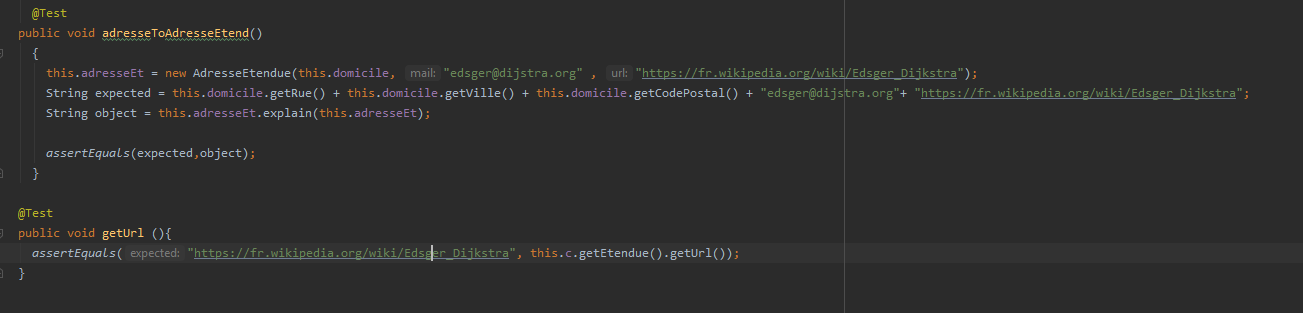 @Test
public void adresseToAdresseEtend()
{
this.adresseEt = new AdresseEtendue(this.domicile, mail: "edsger@dijstra.org" , url: "https://fr.wikipedia.org/wiki/Edsger_Dijkstra");
String expected = this.domicile.getRue() + this.domicile.getVille() + this.domicile.getCodePostal() + "edsger@dijstra.org"+ "https://fr.wikipedia.org/wiki/Edsger_Dijkstra";
String object = this.adresseEt.explain(this.adresseEt);
assertEquals(expected,object);
}
@Test
public void getUrl (){
assertEquals( expected: "https://fr.wikipedia.org/wiki/Edsger_Dijkstra", this.c.getEtendue().getUrl());
}